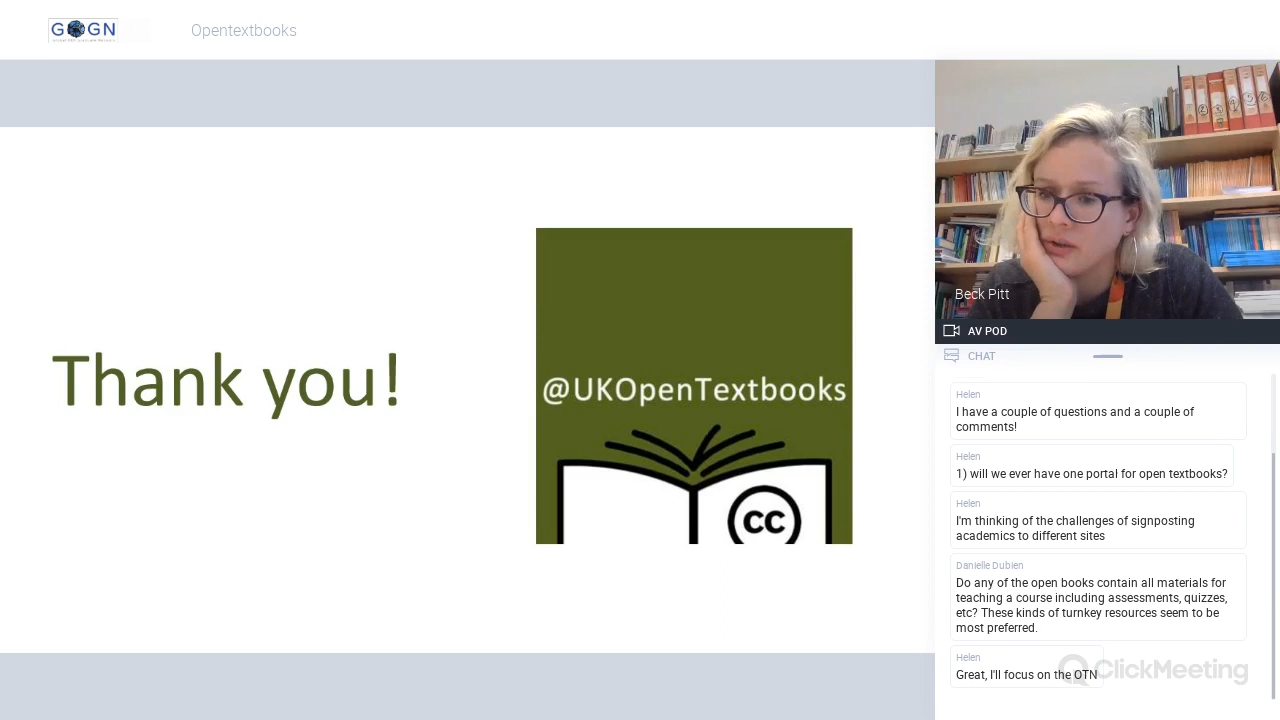 GOGN
Opentextbooks
Thank you!
@UKOpenTextbooks
cc
Beck Pitt
AV POD
CHAT
Helen
I have a couple of questions and a couple of
comments!
Helen
1) will we ever have one portal for open textbooks?
Helen
I'm thinking of the challenges of signposting
academics to different sites
Danielle Dubien
Do any of the open books contain all materials for
teaching a course including assessments, quizzes,
etc? These kinds of turnkey resources seem to be
most preferred.
Helen
Great, I'll focus on the OTN
ClickMeeting